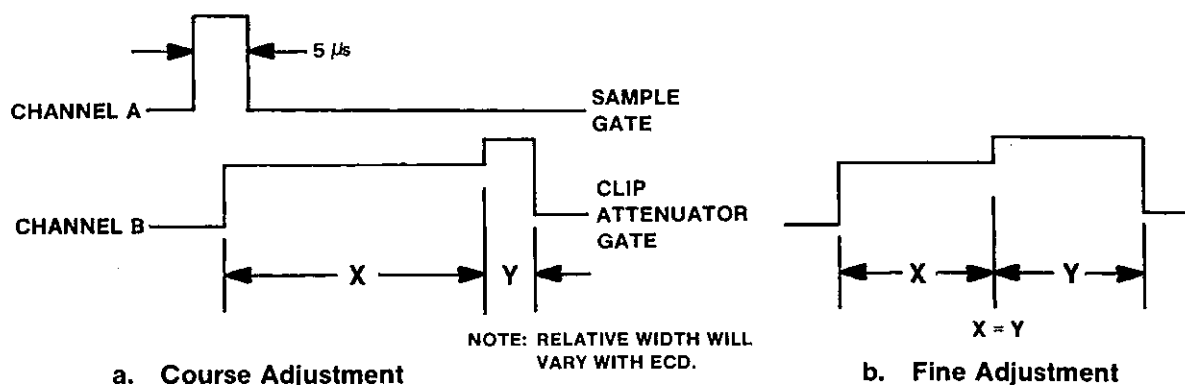 5 μs
CHANNEL A
SAMPLE
GATE
CHANNEL B
CLIP
ATTENUATOR
GATE
X
Y
X
Y
X = Y
NOTE: RELATIVE WIDTH WILL
VARY WITH ECD.
a. Course Adjustment
b. Fine Adjustment